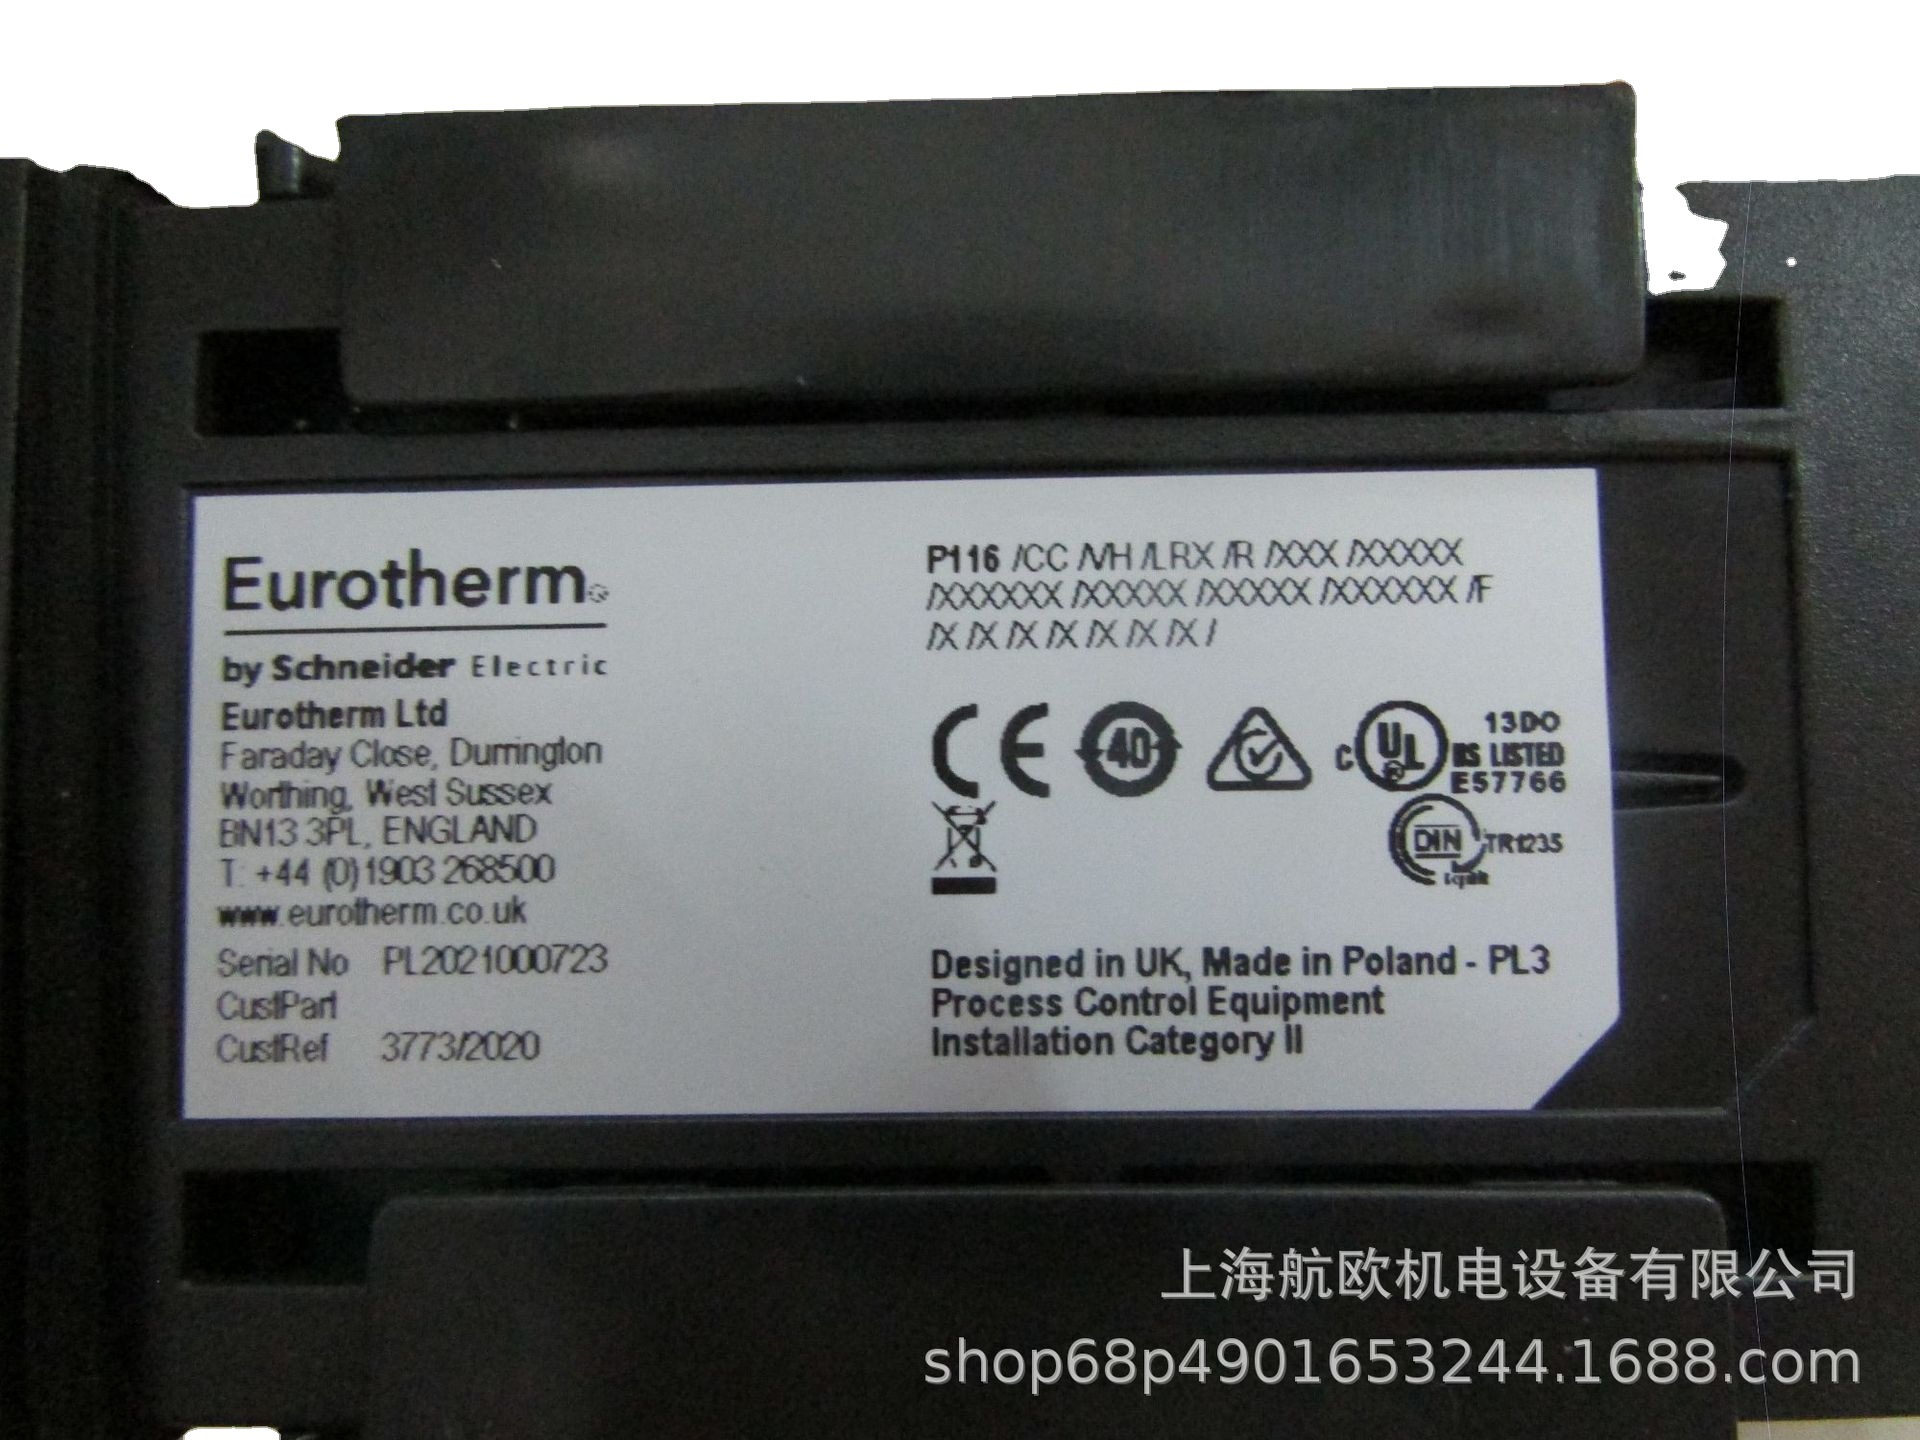 Eurotherm
by Schneider Electric
Eurotherm Ltd
Faraday Close, Durrington
Worthing, West Sussex
BN13 3PL, ENGLAND
T: +44 (0)1903 268500
www.eurotherm.co.uk
Serial No PL2021000723
CustPart
CustRef 3773/2020
P116 /CC /VH /LRX /R /XXX /XXXXX
/XXXXXX /XXXXX /XXXXX /XXXXXX /F
/X /X /X /X /X /X /X /
CE 40 C UL 13DO
LISTED
E57766
DIN TR1235
Designed in UK, Made in Poland - PL3
Process Control Equipment
Installation Category II
上海航欧机电设备有限公司
shop68p4901653244.1688.com